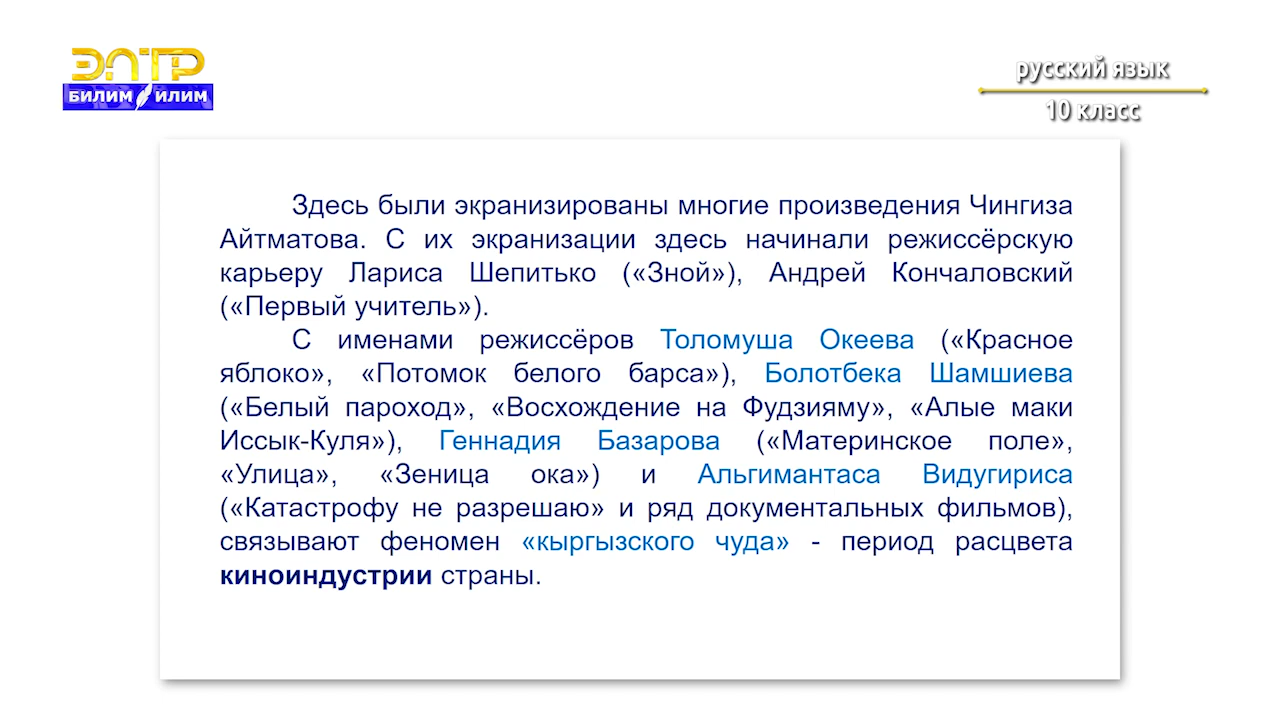 ЭЛТР
БИЛИМ ИЛИМ
русский язык
10 класс
Здесь были экранизированы многие произведения Чингиза
Айтматова. С их экранизации здесь начинали режиссёрскую
карьеру Лариса Шепитько («Зной»), Андрей Кончаловский
(«Первый учитель»).
С именами режиссёров Толомуша Океева («Красное
яблоко», «Потомок белого барса»), Болотбека Шамшиева
(«Белый пароход», «Восхождение на Фудзияму», «Алые маки
Иссык-Куля»), Геннадия Базарова («Материнское поле»,
«Улица», «Зеница ока») и Альгимантаса Видугириса
(«Катастрофу не разрешаю» и ряд документальных фильмов),
связывают феномен «кыргызского чуда» - период расцвета
киноиндустрии страны.